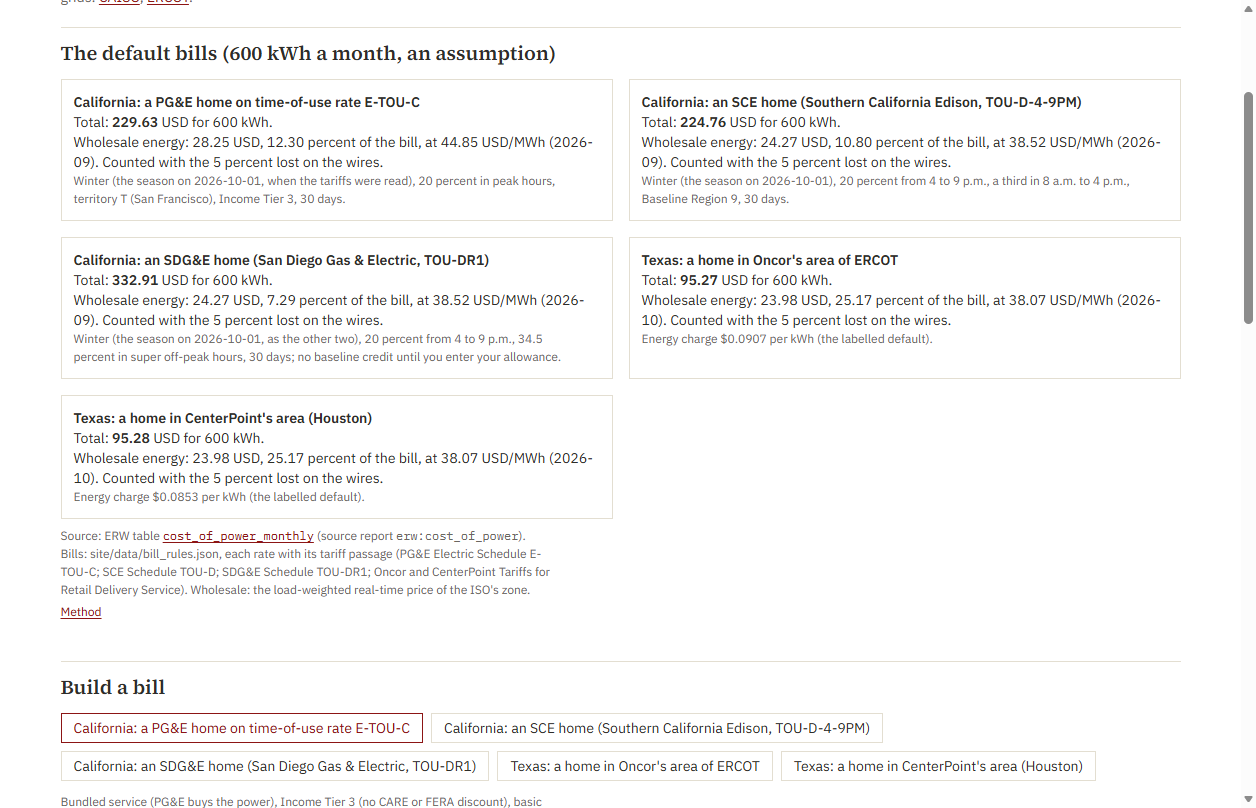 grids: CAISO, ERCOT.
The default bills (600 kWh a month, an assumption)
California: a PG&E home on time-of-use rate E-TOU-C
Total: 229.63 USD for 600 kWh.
Wholesale energy: 28.25 USD, 12.30 percent of the bill, at 44.85 USD/MWh (2026-
09). Counted with the 5 percent lost on the wires.
Winter (the season on 2026-10-01, when the tariffs were read), 20 percent in peak hours,
territory T (San Francisco), Income Tier 3, 30 days.
California: an SCE home (Southern California Edison, TOU-D-4-9PM)
Total: 224.76 USD for 600 kWh.
Wholesale energy: 24.27 USD, 10.80 percent of the bill, at 38.52 USD/MWh (2026-
09). Counted with the 5 percent lost on the wires.
Winter (the season on 2026-10-01), 20 percent from 4 to 9 p.m., a third in 8 a.m. to 4 p.m.,
Baseline Region 9, 30 days.
California: an SDG&E home (San Diego Gas & Electric, TOU-DR1)
Total: 332.91 USD for 600 kWh.
Wholesale energy: 24.27 USD, 7.29 percent of the bill, at 38.52 USD/MWh (2026-
09). Counted with the 5 percent lost on the wires.
Winter (the season on 2026-10-01, as the other two), 20 percent from 4 to 9 p.m., 34.5
percent in super off-peak hours, 30 days; no baseline credit until you enter your allowance.
Texas: a home in Oncor's area of ERCOT
Total: 95.27 USD for 600 kWh.
Wholesale energy: 23.98 USD, 25.17 percent of the bill, at 38.07 USD/MWh (2026-
10). Counted with the 5 percent lost on the wires.
Energy charge $0.0907 per kWh (the labelled default).
Texas: a home in CenterPoint's area (Houston)
Total: 95.28 USD for 600 kWh.
Wholesale energy: 23.98 USD, 25.17 percent of the bill, at 38.07 USD/MWh (2026-
10). Counted with the 5 percent lost on the wires.
Energy charge $0.0853 per kWh (the labelled default).
Source: ERW table cost_of_power_monthly (source report erw:cost_of_power).
Bills: site/data/bill_rules.json, each rate with its tariff passage (PG&E Electric Schedule E-
TOU-C; SCE Schedule TOU-D; SDG&E Schedule TOU-DR1; Oncor and CenterPoint Tariffs for
Retail Delivery Service). Wholesale: the load-weighted real-time price of the ISO's zone.
Method
Build a bill
California: a PG&E home on time-of-use rate E-TOU-C
California: an SCE home (Southern California Edison, TOU-D-4-9PM)
California: an SDG&E home (San Diego Gas & Electric, TOU-DR1)
Texas: a home in Oncor's area of ERCOT
Texas: a home in CenterPoint's area (Houston)
Bundled service (PG&E buys the power), Income Tier 3 (no CARE or FERA discount), basic